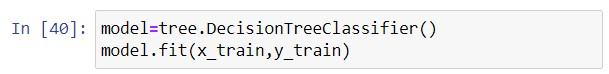 In [40]: model=tree.DecisionTreeClassifier()
model.fit(x_train,y_train)